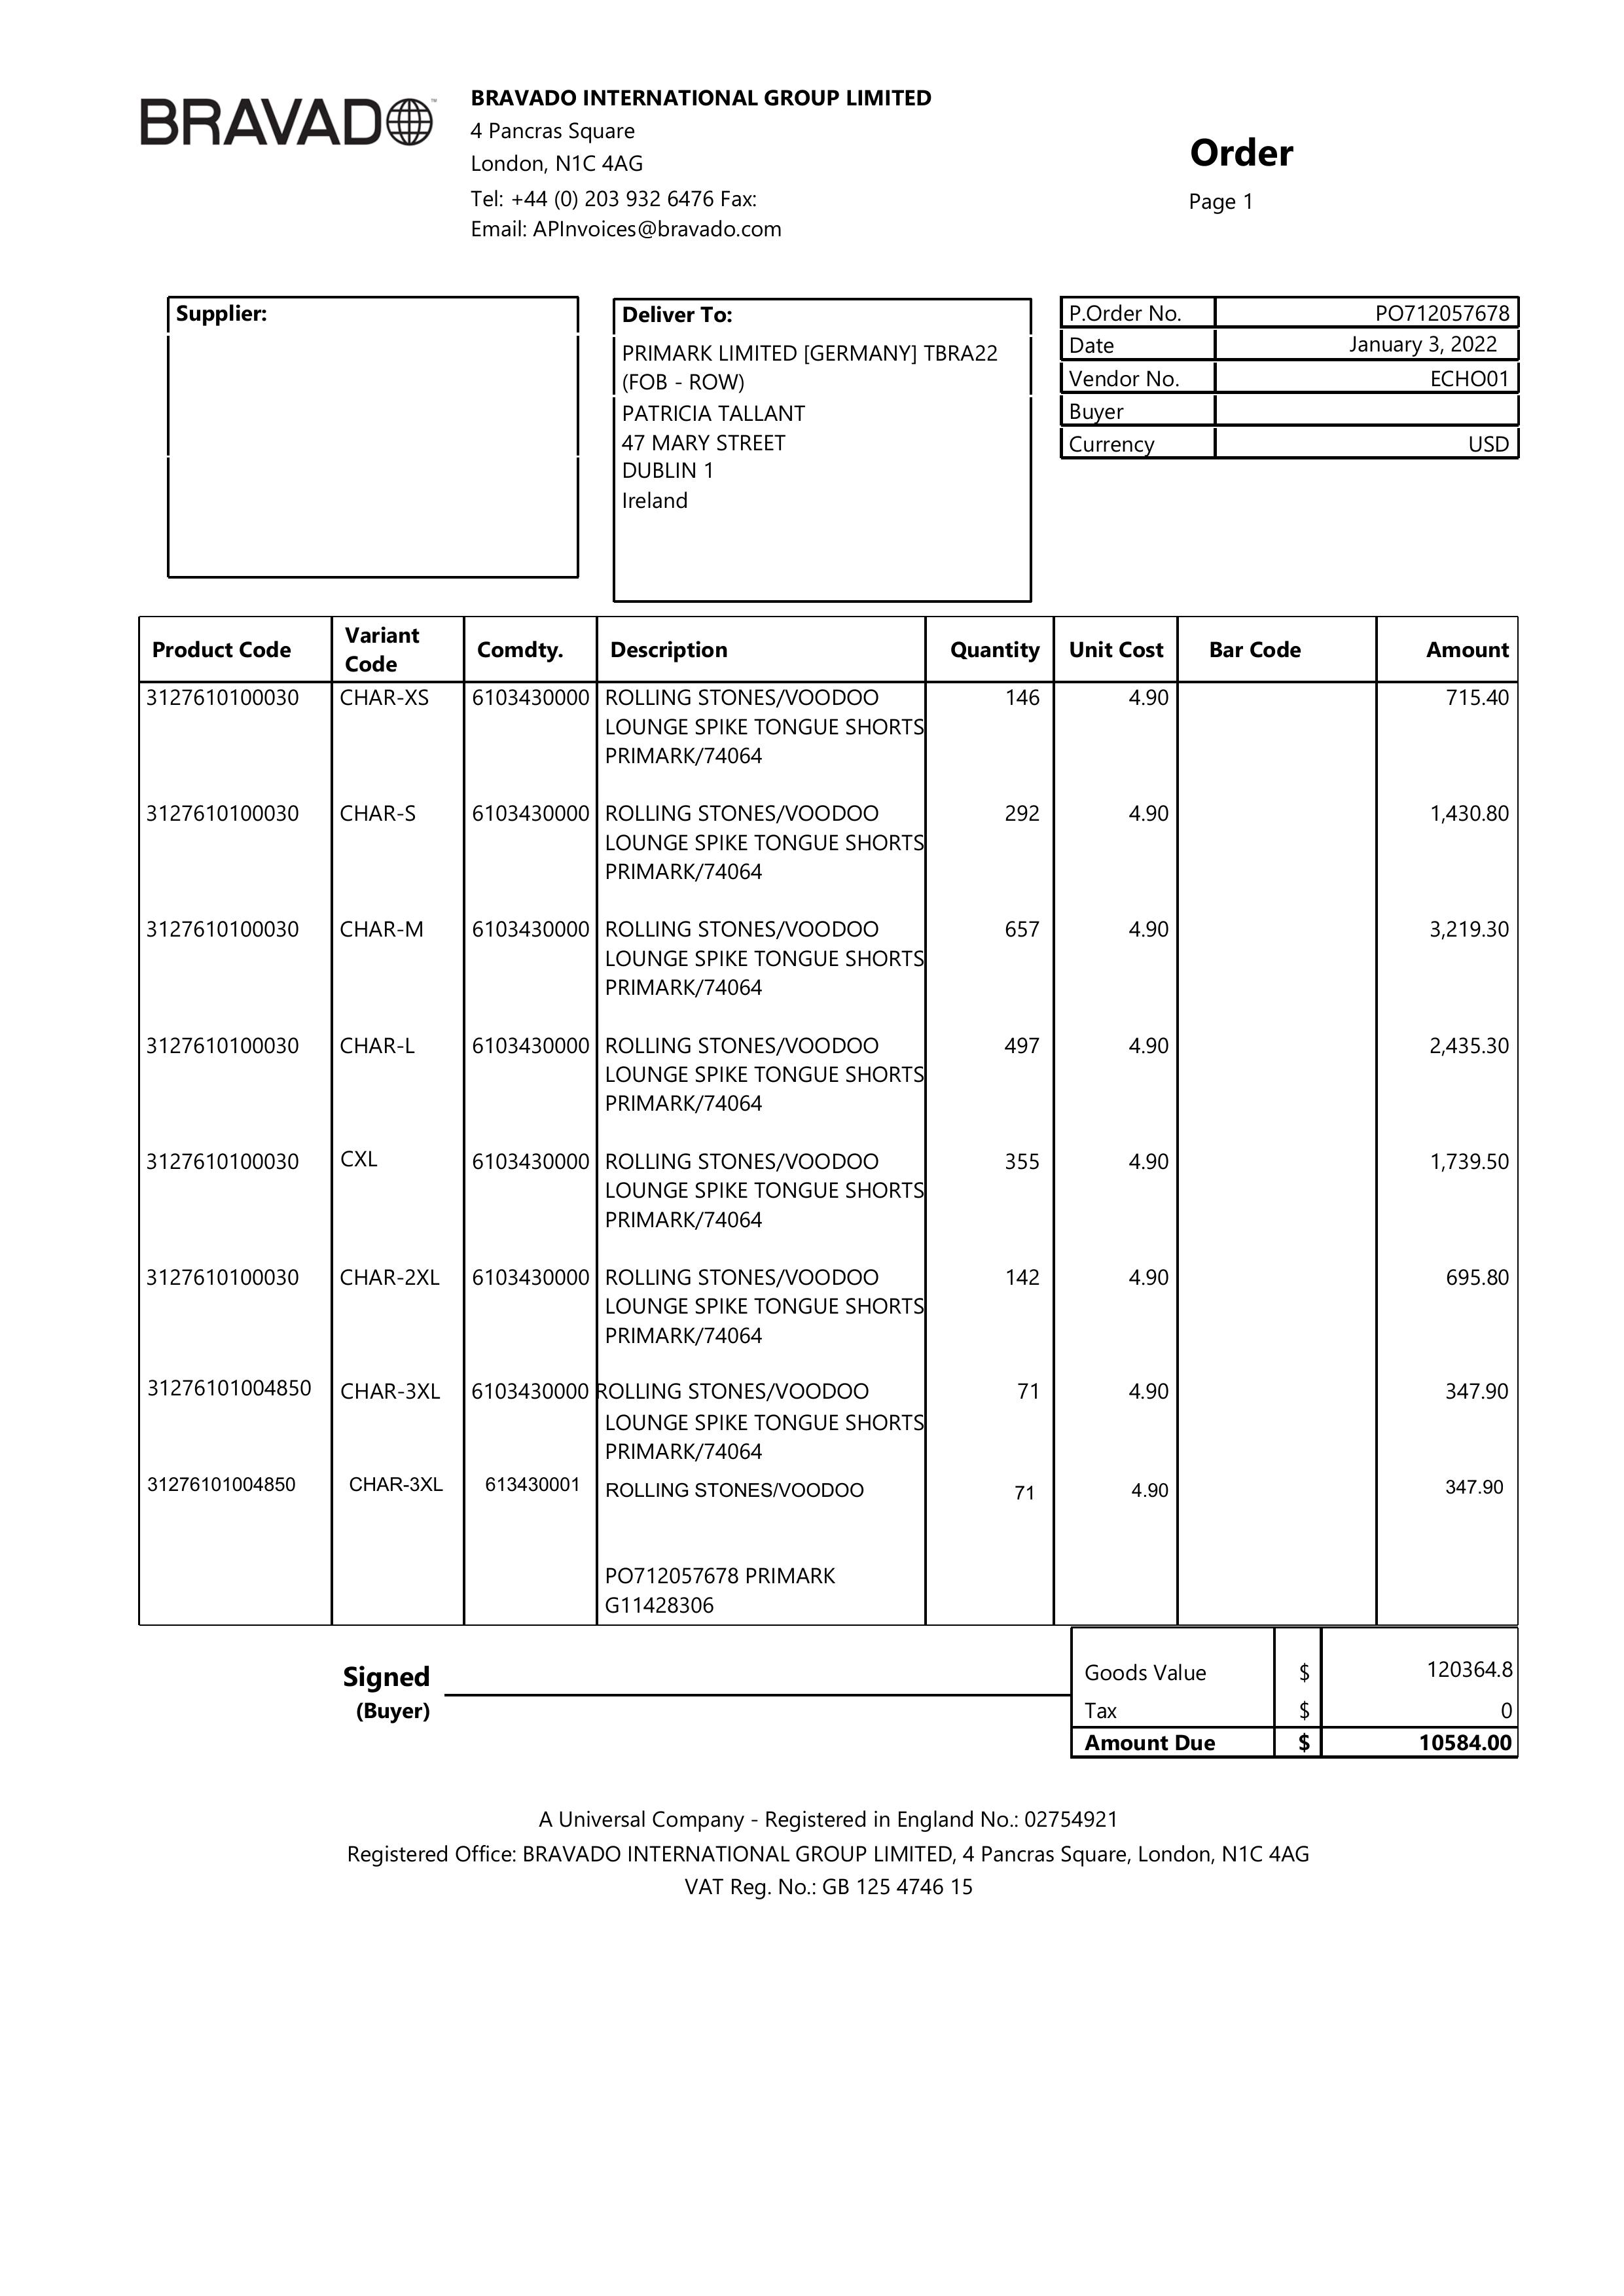 BRAVADO
BRAVADO INTERNATIONAL GROUP LIMITED
4 Pancras Square
London, N1C 4AG
Tel: +44 (0) 203 932 6476 Fax:
Email: APInvoices@bravado.com
Order
Page 1
Supplier:
Deliver To:
PRIMARK LIMITED [GERMANY] TBRA22
(FOB - ROW)
PATRICIA TALLANT
47 MARY STREET
DUBLIN 1
Ireland
P.Order No. PO712057678
Date January 3, 2022
Vendor No. ECHO01
Buyer
Currency USD
Product Code Variant Code Comdty. Description Quantity Unit Cost Bar Code Amount
3127610100030 CHAR-XS 6103430000 ROLLING STONES/VOODOO 146 4.90 715.40
LOUNGE SPIKE TONGUE SHORTS
PRIMARK/74064
3127610100030 CHAR-S 6103430000 ROLLING STONES/VOODOO 292 4.90 1,430.80
LOUNGE SPIKE TONGUE SHORTS
PRIMARK/74064
3127610100030 CHAR-M 6103430000 ROLLING STONES/VOODOO 657 4.90 3,219.30
LOUNGE SPIKE TONGUE SHORTS
PRIMARK/74064
3127610100030 CHAR-L 6103430000 ROLLING STONES/VOODOO 497 4.90 2,435.30
LOUNGE SPIKE TONGUE SHORTS
PRIMARK/74064
3127610100030 CXL 6103430000 ROLLING STONES/VOODOO 355 4.90 1,739.50
LOUNGE SPIKE TONGUE SHORTS
PRIMARK/74064
3127610100030 CHAR-2XL 6103430000 ROLLING STONES/VOODOO 142 4.90 695.80
LOUNGE SPIKE TONGUE SHORTS
PRIMARK/74064
31276101004850 CHAR-3XL 6103430000 ROLLING STONES/VOODOO 71 4.90 347.90
LOUNGE SPIKE TONGUE SHORTS
PRIMARK/74064
31276101004850 CHAR-3XL 613430001 ROLLING STONES/VOODOO 71 4.90 347.90
PO712057678 PRIMARK
G11428306
Signed
(Buyer)
Goods Value $ 120364.8
Tax $ 0
Amount Due $ 10584.00
A Universal Company - Registered in England No.: 02754921
Registered Office: BRAVADO INTERNATIONAL GROUP LIMITED, 4 Pancras Square, London, N1C 4AG
VAT Reg. No.: GB 125 4746 15